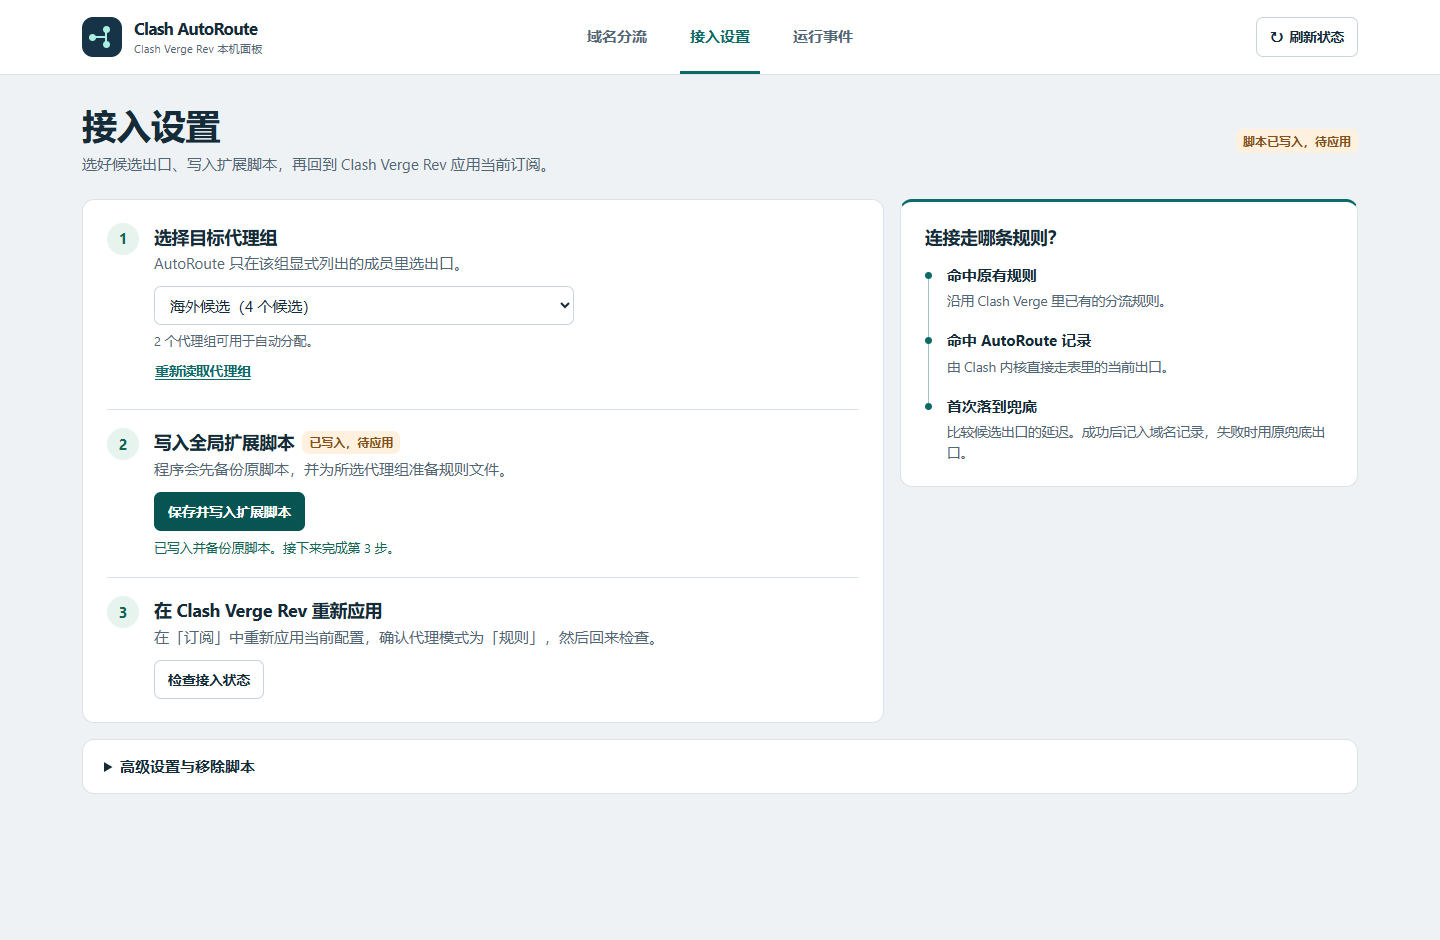 Clash AutoRoute
Clash Verge Rev 本机面板
域名分流
接入设置
运行事件
↻ 刷新状态
接入设置
选好候选出口、写入扩展脚本，再回到 Clash Verge Rev 应用当前订阅。
脚本已写入，待应用
1
选择目标代理组
AutoRoute 只在该组显式列出的成员里选出口。
海外候选（4 个候选）
2 个代理组可用于自动分配。
重新读取代理组
2
写入全局扩展脚本
已写入，待应用
程序会先备份原脚本，并为所选代理组准备规则文件。
保存并写入扩展脚本
已写入并备份原脚本。接下来完成第 3 步。
3
在 Clash Verge Rev 重新应用
在「订阅」中重新应用当前配置，确认代理模式为「规则」，然后回来检查。
检查接入状态
连接走哪条规则？
命中原有规则
沿用 Clash Verge 里已有的分流规则。
命中 AutoRoute 记录
由 Clash 内核直接走表里的当前出口。
首次落到兜底
比较候选出口的延迟。成功后记入域名记录，失败时用原兜底出
口。
▶ 高级设置与移除脚本